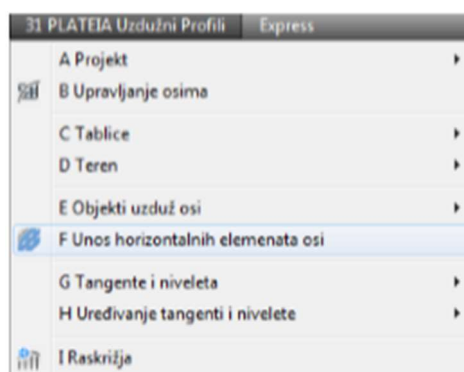 31 PLATEIA Uzdužni Profili Express
A Projekt
B Upravljanje osima
C Tablice
D Teren
E Objekti uzduž osi
F Unos horizontalnih elemenata osi
G Tangente i niveleta
H Uređivanje tangenti i nivelete
I Raskrižja